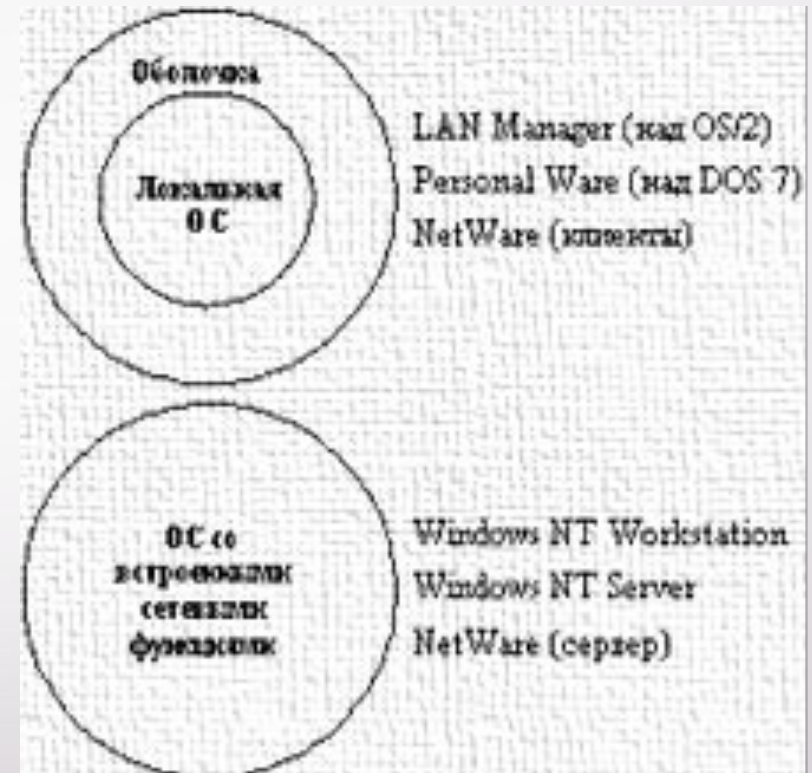 Оболочка
Локальная
ОС
LAN Manager (над OS/2)
Personal Ware (над DOS 7)
NetWare (клиенты)
ОС со
встроенными
сетевыми
функциями
Windows NT Workstation
Windows NT Server
NetWare (сервер)